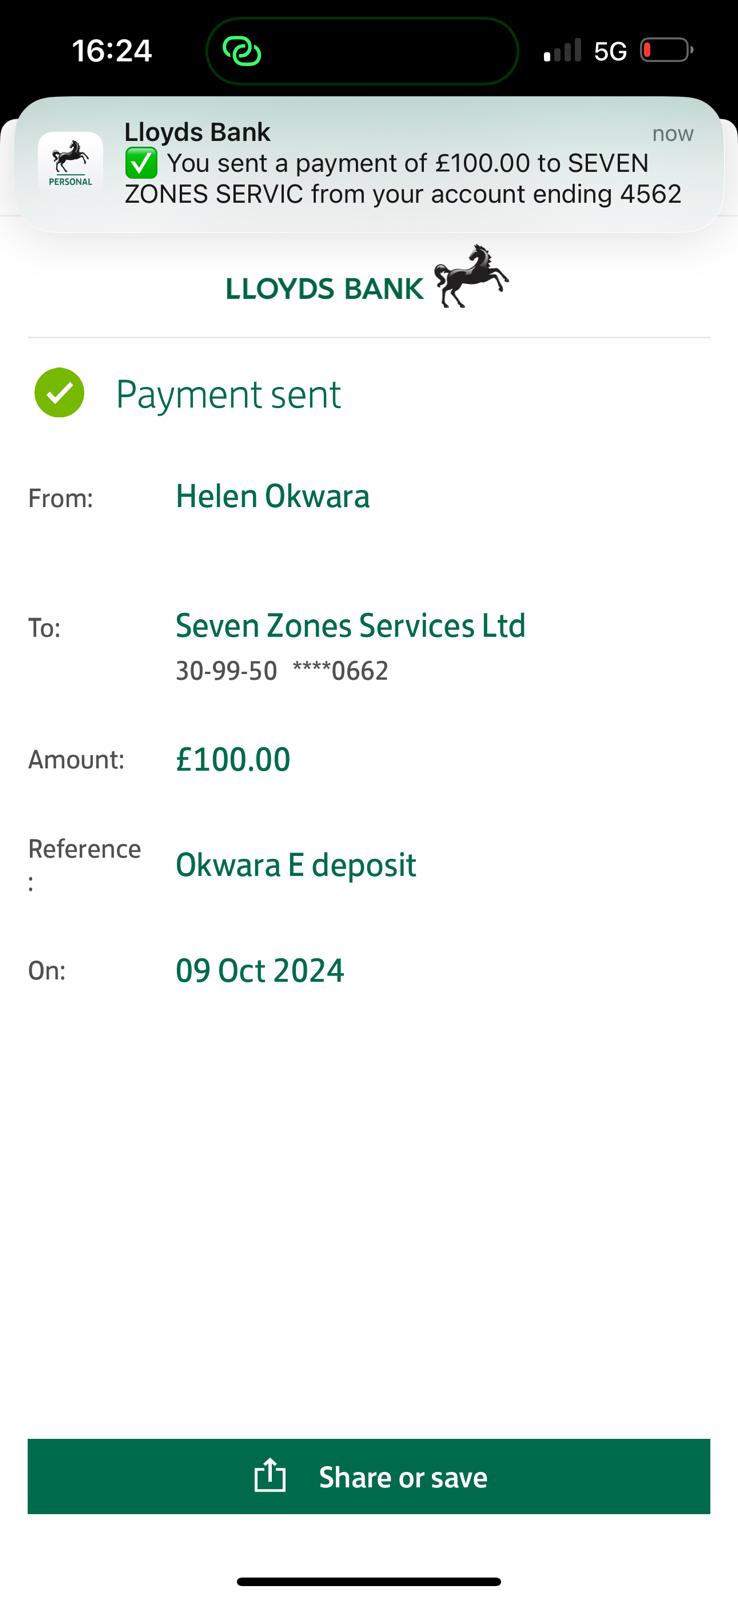 16:24
5G
Lloyds Bank now
✅ You sent a payment of £100.00 to SEVEN
ZONES SERVIC from your account ending 4562
PERSONAL
LLOYDS BANK
Payment sent
From: Helen Okwara
To: Seven Zones Services Ltd
30-99-50 ****0662
Amount: £100.00
Reference
: Okwara E deposit
On: 09 Oct 2024
Share or save